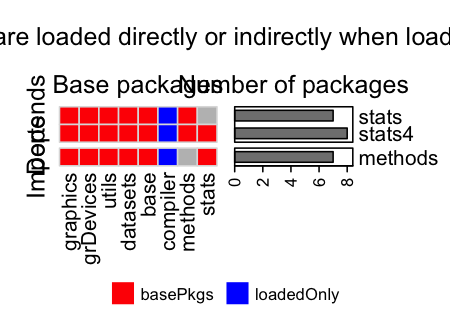 are loaded directly or indirectly when load
Base packages
Number of packages
Depends
Imports
stats
stats4
methods
0 2 4 6 8
graphics
grDevices
utils
datasets
base
compiler
methods
stats
basePkgs
loadedOnly